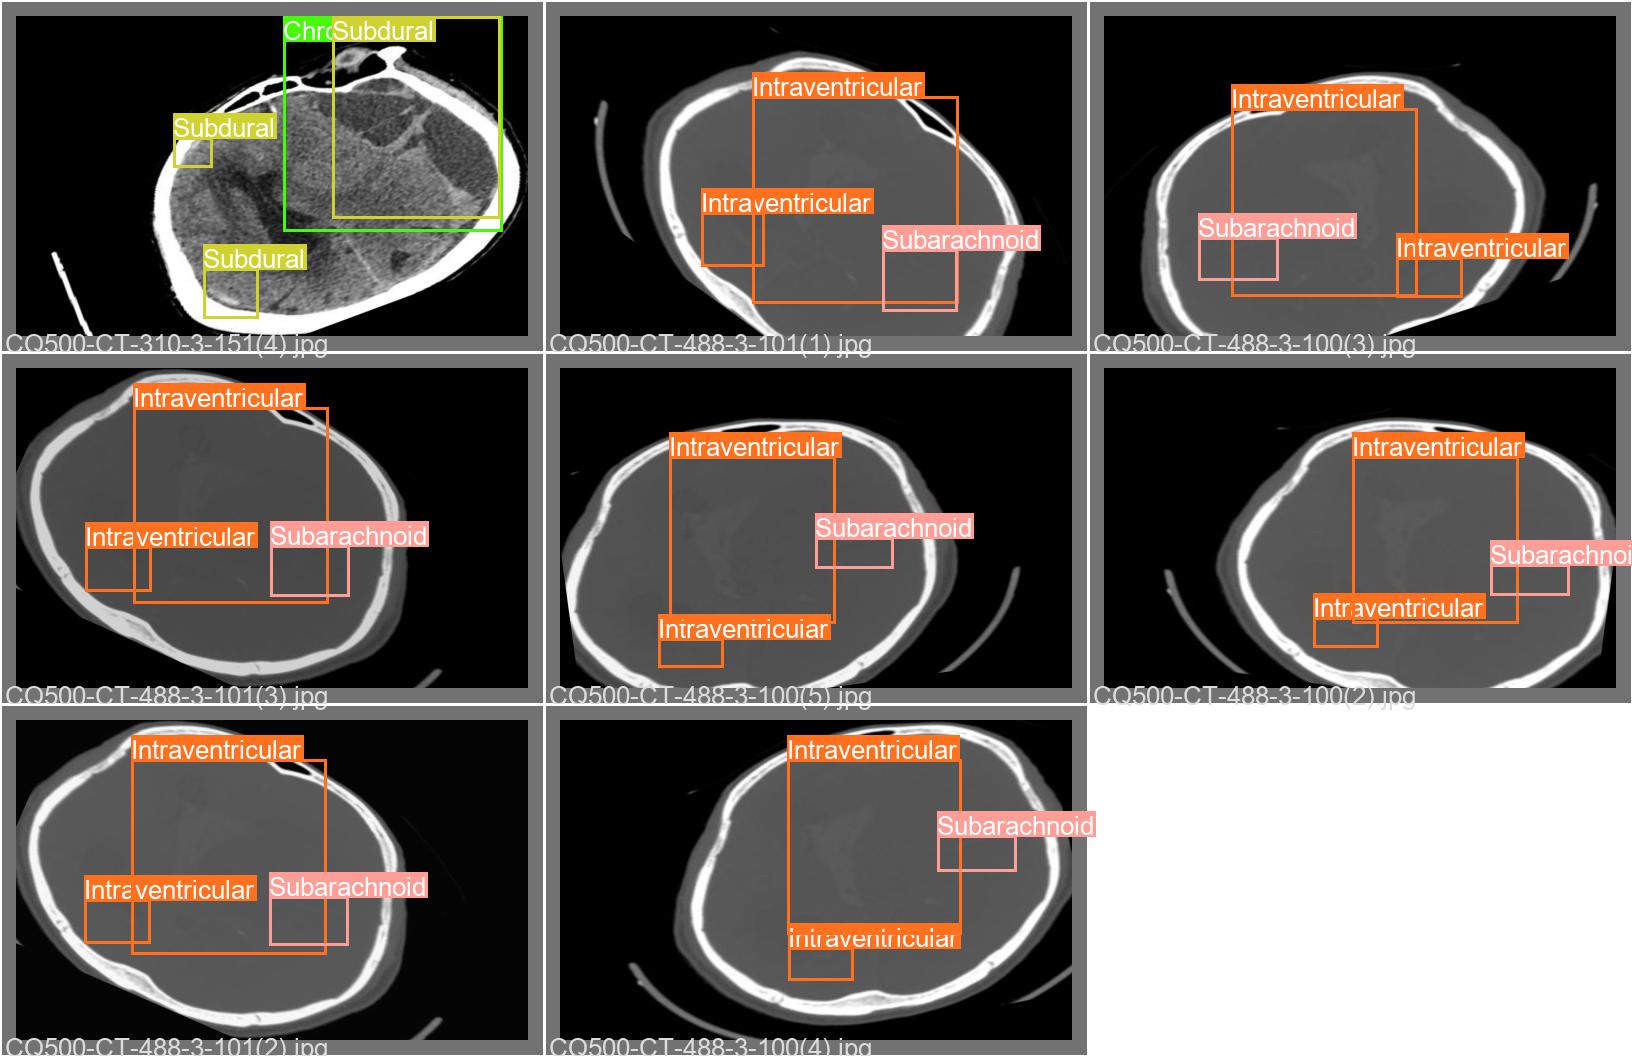 Chro
Subdural
Subdural
Subdural
CQ500-CT-310-3-151(4).jpg
Intraventricular
Intraventricular
Subarachnoid
CQ500-CT-488-3-101(1).jpg
Intraventricular
Subarachnoid
Intraventricular
CQ500-CT-488-3-100(3).jpg
Intraventricular
Intraventricular
Subarachnoid
CQ500-CT-488-3-101(3).jpg
Intraventricular
Subarachnoid
Intraventricular
CQ500-CT-488-3-100(5).jpg
Intraventricular
Subarachnoi
Intraventricular
CQ500-CT-488-3-100(2).jpg
Intraventricular
Intraventricular
Subarachnoid
CQ500-CT-488-3-101(2).jpg
Intraventricular
Subarachnoid
Intraventricular
CQ500-CT-488-3-100(4).jpg